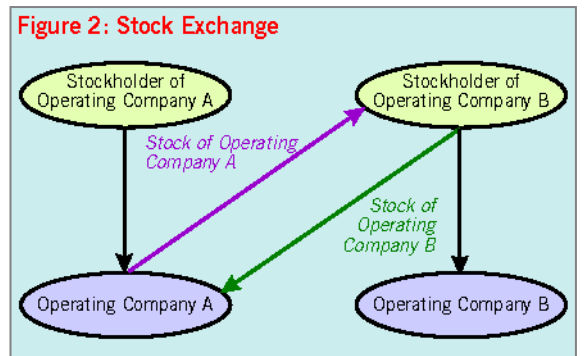 Figure 2: Stock Exchange
Stockholder of
Operating Company A
Stockholder of
Operating Company B
Stock of Operating
Company A
Stock of
Operating
Company B
Operating Company A
Operating Company B